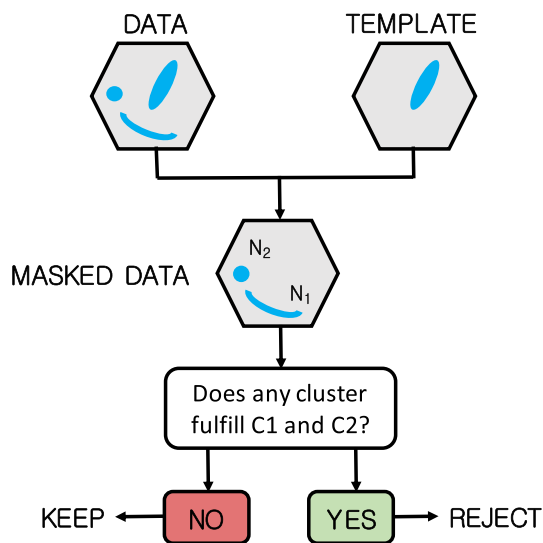 DATA
TEMPLATE
MASKED DATA
N2
N1
Does any cluster
fulfill C1 and C2?
KEEP
NO
YES
REJECT